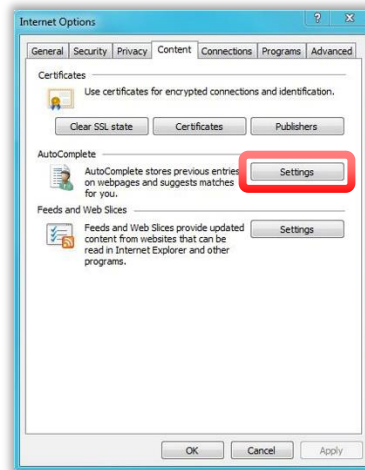 Internet Options
General Security Privacy Content Connections Programs Advanced
Certificates
Use certificates for encrypted connections and identification.
Clear SSL state Certificates Publishers
AutoComplete
AutoComplete stores previous entries
on webpages and suggests matches
for you.
Settings
Feeds and Web Slices
Feeds and Web Slices provide updated
content from websites that can be
read in Internet Explorer and other
programs.
Settings
OK Cancel Apply